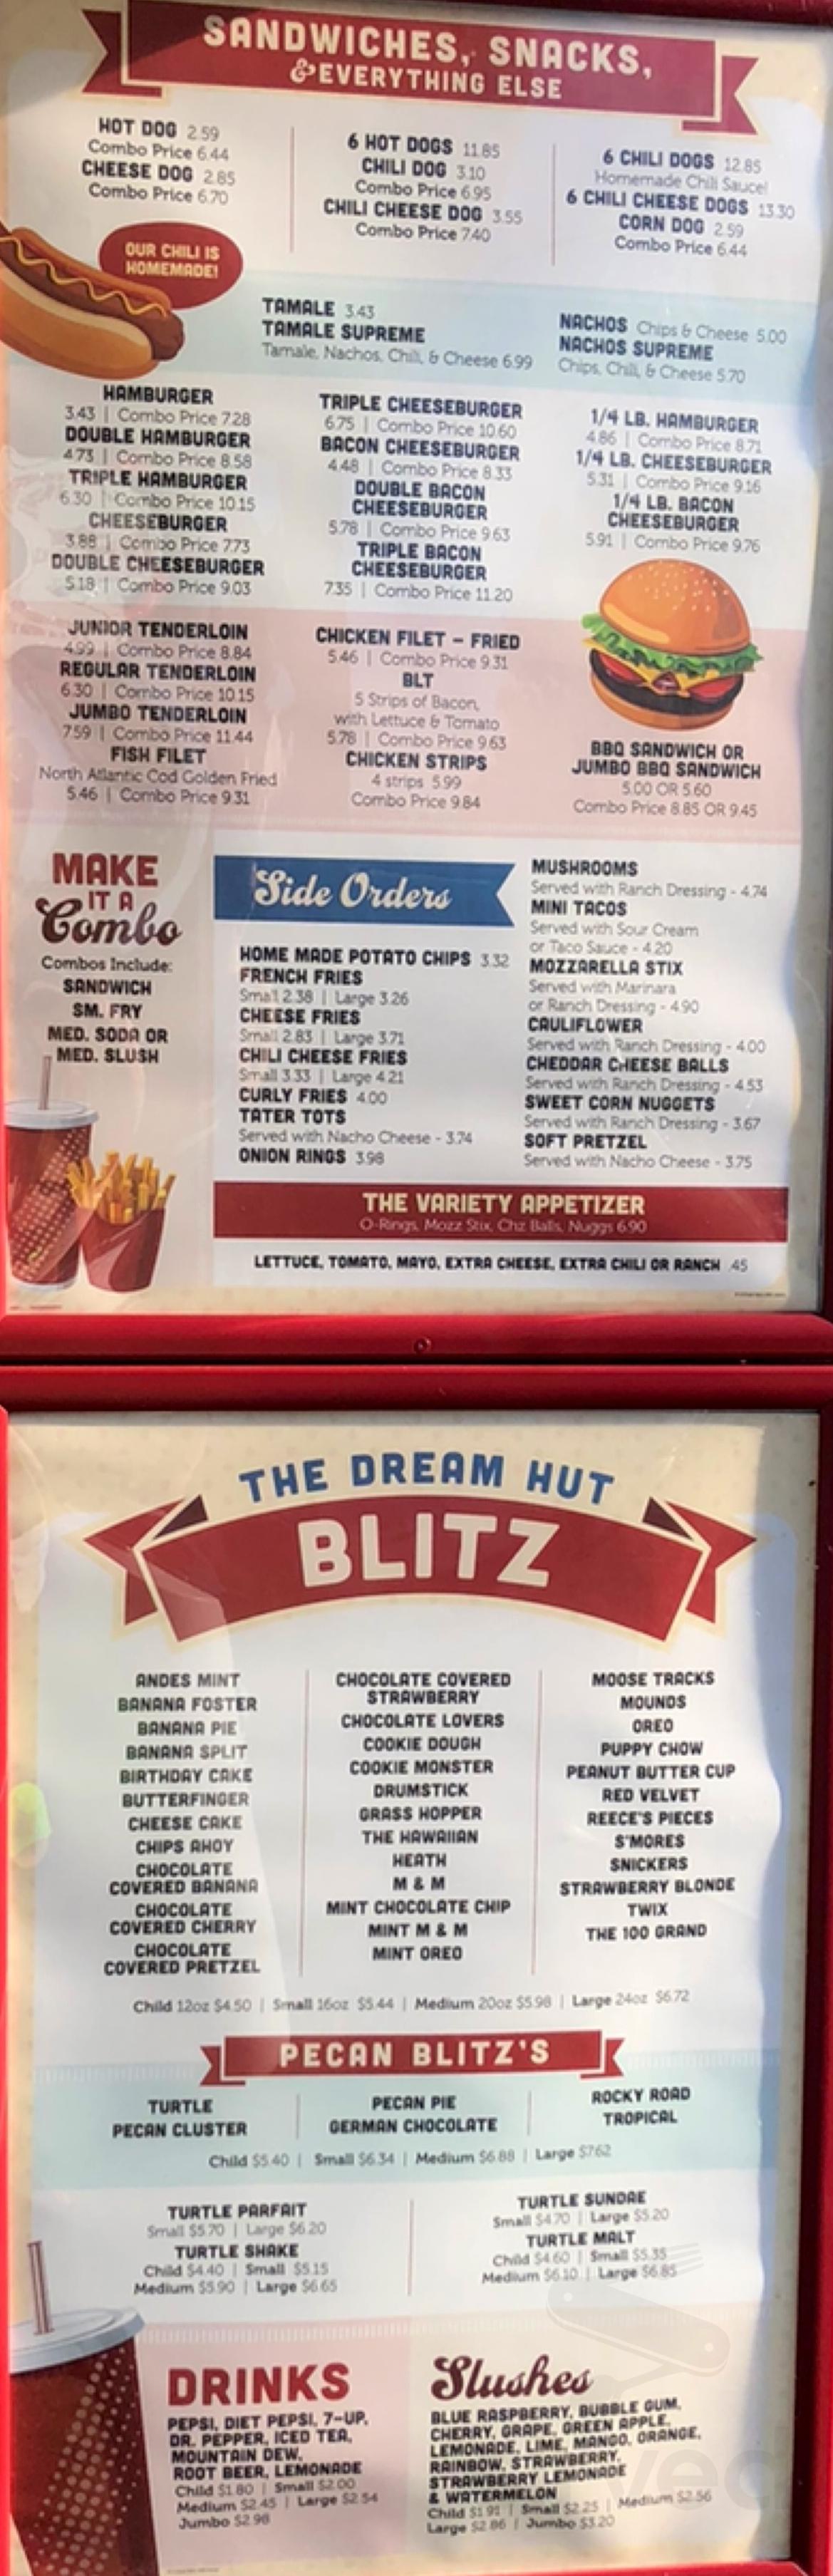 SANDWICHES, SNACKS,
& EVERYTHING ELSE
HOT DOG 2.59
Combo Price 6.44
CHEESE DOG 2.85
Combo Price 6.70
6 HOT DOGS 11.85
CHILI DOG 3.10
Combo Price 6.95
CHILI CHEESE DOG 3.55
Combo Price 7.40
6 CHILI DOGS 12.85
Homemade Chili Sauce!
6 CHILI CHEESE DOGS 13.30
CORN DOG 2.59
Combo Price 6.44
OUR CHILI IS
HOMEMADE!
TAMALE 3.43
TAMALE SUPREME
Tamale, Nachos, Chili, & Cheese 6.99
NACHOS Chips & Cheese 5.00
NACHOS SUPREME
Chips, Chili, & Cheese 5.70
HAMBURGER
3.43 | Combo Price 7.28
DOUBLE HAMBURGER
4.73 | Combo Price 8.58
TRIPLE HAMBURGER
6.30 | Combo Price 10.15
CHEESEBURGER
3.88 | Combo Price 7.73
DOUBLE CHEESEBURGER
5.18 | Combo Price 9.03
TRIPLE CHEESEBURGER
6.75 | Combo Price 10.60
BACON CHEESEBURGER
4.48 | Combo Price 8.33
DOUBLE BACON
CHEESEBURGER
5.78 | Combo Price 9.63
TRIPLE BACON
CHEESEBURGER
7.35 | Combo Price 11.20
1/4 LB. HAMBURGER
4.86 | Combo Price 8.71
1/4 LB. CHEESEBURGER
5.31 | Combo Price 9.16
1/4 LB. BACON
CHEESEBURGER
5.91 | Combo Price 9.76
JUNIOR TENDERLOIN
4.99 | Combo Price 8.84
REGULAR TENDERLOIN
6.30 | Combo Price 10.15
JUMBO TENDERLOIN
7.59 | Combo Price 11.44
FISH FILET
North Atlantic Cod Golden Fried
5.46 | Combo Price 9.31
CHICKEN FILET – FRIED
5.46 | Combo Price 9.31
BLT
5 Strips of Bacon,
with Lettuce & Tomato
5.78 | Combo Price 9.63
CHICKEN STRIPS
4 strips 5.99
Combo Price 9.84
BBQ SANDWICH OR
JUMBO BBQ SANDWICH
5.00 OR 5.60
Combo Price 8.85 OR 9.45
MAKE
IT A
Combo
Combos Include:
SANDWICH
SM. FRY
MED. SODA OR
MED. SLUSH
Side Orders
HOME MADE POTATO CHIPS 3.32
FRENCH FRIES
Small 2.38 | Large 3.26
CHEESE FRIES
Small 2.83 | Large 3.71
CHILI CHEESE FRIES
Small 3.33 | Large 4.21
CURLY FRIES 4.00
TATER TOTS
Served with Nacho Cheese - 3.74
ONION RINGS 3.98
MUSHROOMS
Served with Ranch Dressing - 4.74
MINI TACOS
Served with Sour Cream
or Taco Sauce - 4.20
MOZZARELLA STIX
Served with Marinara
or Ranch Dressing - 4.90
CAULIFLOWER
Served with Ranch Dressing - 4.00
CHEDDAR CHEESE BALLS
Served with Ranch Dressing - 4.53
SWEET CORN NUGGETS
Served with Ranch Dressing - 3.67
SOFT PRETZEL
Served with Nacho Cheese - 3.75
THE VARIETY APPETIZER
O-Rings, Mozz Stix, Chz Balls, Nuggs 6.90
LETTUCE, TOMATO, MAYO, EXTRA CHEESE, EXTRA CHILI OR RANCH .45
THE DREAM HUT
BLITZ
ANDES MINT
BANANA FOSTER
BANANA PIE
BANANA SPLIT
BIRTHDAY CAKE
BUTTERFINGER
CHEESE CAKE
CHIPS AHOY
CHOCOLATE
COVERED BANANA
CHOCOLATE
COVERED CHERRY
CHOCOLATE
COVERED PRETZEL
CHOCOLATE COVERED
STRAWBERRY
CHOCOLATE LOVERS
COOKIE DOUGH
COOKIE MONSTER
DRUMSTICK
GRASS HOPPER
THE HAWAIIAN
HEATH
M & M
MINT CHOCOLATE CHIP
MINT M & M
MINT OREO
MOOSE TRACKS
MOUNDS
OREO
PUPPY CHOW
PEANUT BUTTER CUP
RED VELVET
REECE'S PIECES
S'MORES
SNICKERS
STRAWBERRY BLONDE
TWIX
THE 100 GRAND
Child 12oz $4.50 | Small 16oz $5.44 | Medium 20oz $5.98 | Large 24oz $6.72
PECAN BLITZ'S
TURTLE
PECAN CLUSTER
PECAN PIE
GERMAN CHOCOLATE
ROCKY ROAD
TROPICAL
Child $5.40 | Small $6.34 | Medium $6.88 | Large $7.62
TURTLE PARFAIT
Small $5.70 | Large $6.20
TURTLE SHAKE
Child $4.40 | Small $5.15
Medium $5.90 | Large $6.65
TURTLE SUNDAE
Small $4.70 | Large $5.20
TURTLE MALT
Child $4.60 | Small $5.35
Medium $6.10 | Large $6.85
DRINKS
PEPSI, DIET PEPSI, 7-UP,
DR. PEPPER, ICED TEA,
MOUNTAIN DEW,
ROOT BEER, LEMONADE
Child $1.80 | Small $2.00
Medium $2.45 | Large $2.54
Jumbo $2.98
Slushes
BLUE RASPBERRY, BUBBLE GUM,
CHERRY, GRAPE, GREEN APPLE,
LEMONADE, LIME, MANGO, ORANGE,
RAINBOW, STRAWBERRY,
STRAWBERRY LEMONADE
& WATERMELON
Child $1.91 | Small $2.25 | Medium $2.56
Large $2.86 | Jumbo $3.20